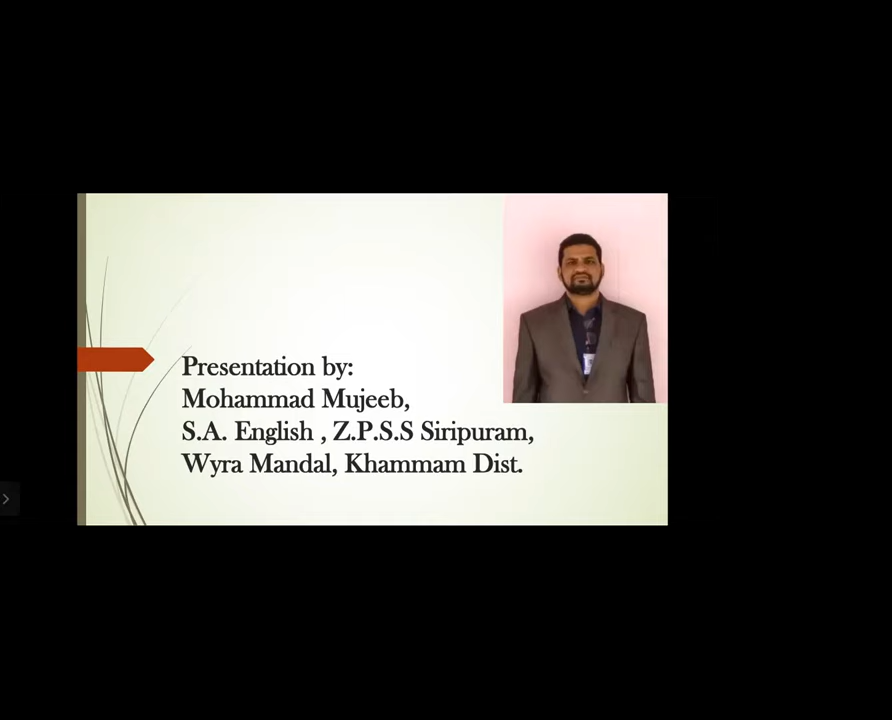 Presentation by:
Mohammad Mujeeb,
S.A. English , Z.P.S.S Siripuram,
Wyra Mandal, Khammam Dist.